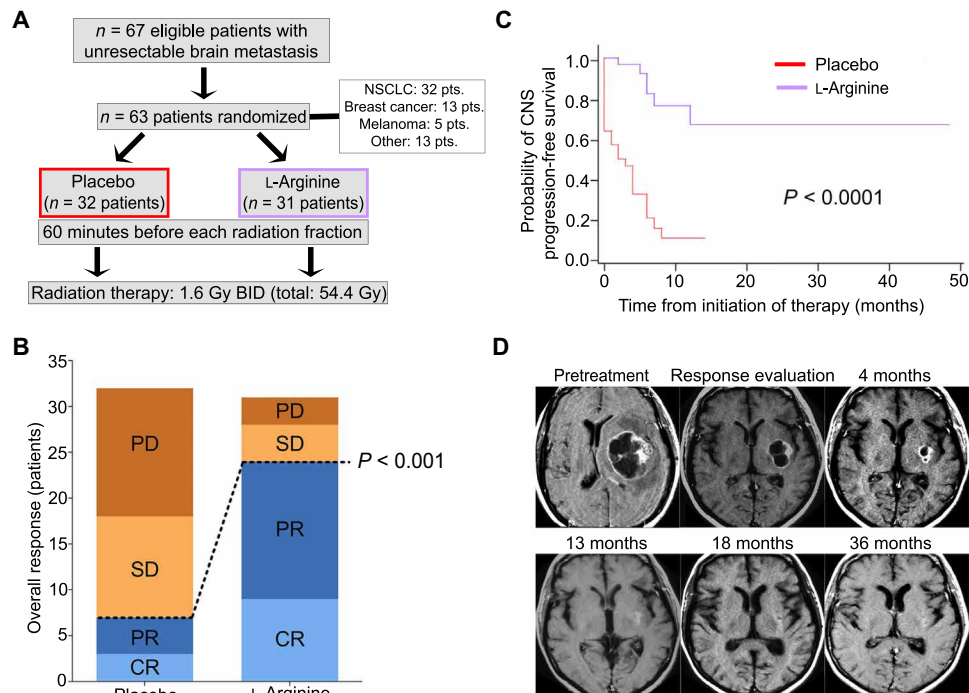 A
n = 67 eligible patients with
unresectable brain metastasis
n = 63 patients randomized
NSCLC: 32 pts.
Breast cancer: 13 pts.
Melanoma: 5 pts.
Other: 13 pts.
Placebo
(n = 32 patients)
L-Arginine
(n = 31 patients)
60 minutes before each radiation fraction
Radiation therapy: 1.6 Gy BID (total: 54.4 Gy)
B
Overall response (patients)
35
30
25
20
15
10
5
0
PD
SD
PR
CR
PD
SD
PR
CR
P < 0.001
Placebo
L-Arginine
C
Probability of CNS
progression-free survival
1.0
0.8
0.6
0.4
0.2
0.0
Placebo
L-Arginine
P < 0.0001
0 10 20 30 40 50
Time from initiation of therapy (months)
D
Pretreatment
Response evaluation
4 months
13 months
18 months
36 months